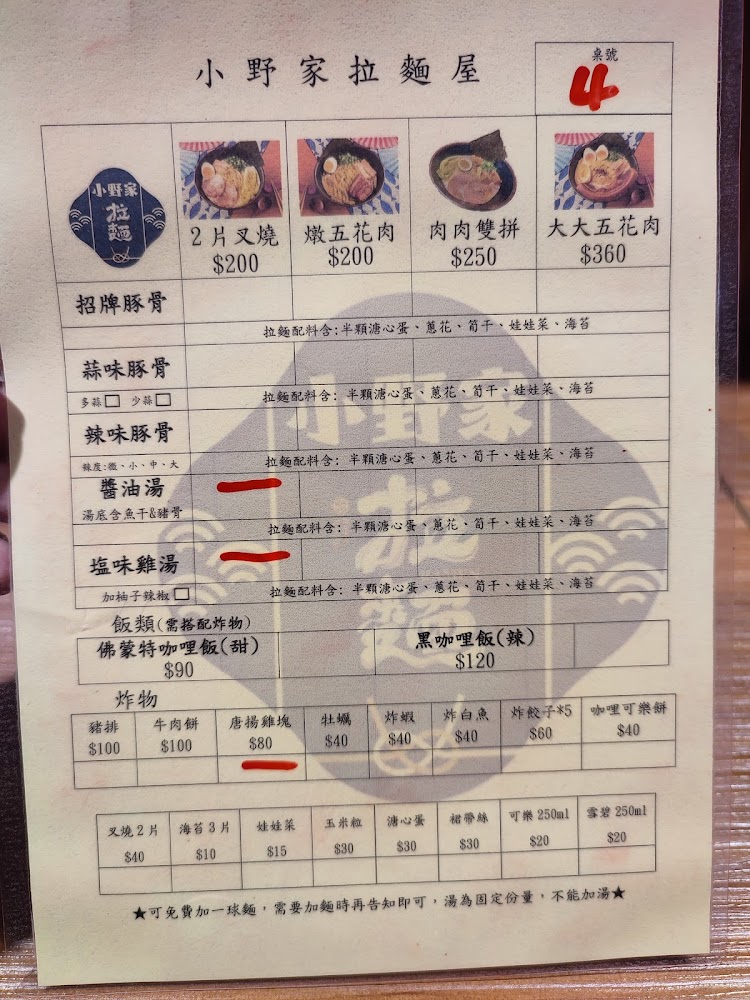 小野家拉麵屋
桌號
4
小野家
拉
麵
2片叉燒
$200
燉五花肉
$200
肉肉雙拼
$250
大大五花肉
$360
招牌豚骨
拉麵配料含:半顆溏心蛋、蔥花、筍干、娃娃菜、海苔
蒜味豚骨
多蒜□ 少蒜□
拉麵配料含: 半顆溏心蛋、蔥花、筍干、娃娃菜、海苔
辣味豚骨
辣度:微、小、中、大
拉麵配料含: 半顆溏心蛋、蔥花、筍干、娃娃菜、海苔
醬油湯
湯底含魚干&豬骨
拉麵配料含: 半顆溏心蛋、蔥花、筍干、娃娃菜、海苔
塩味雞湯
加柚子辣椒□
拉麵配料含: 半顆溏心蛋、蔥花、筍干、娃娃菜、海苔
小野家
拉
麵
飯類(需搭配炸物)
佛蒙特咖哩飯(甜)
$90
黑咖哩飯(辣)
$120
炸物
豬排
$100
牛肉餅
$100
唐揚雞塊
$80
牡蠣
$40
炸蝦
$40
炸白魚
$40
炸餃子*5
$60
咖哩可樂餅
$40
叉燒2片
$40
海苔3片
$10
娃娃菜
$15
玉米粒
$30
溏心蛋
$30
裙帶絲
$30
可樂250ml
$20
雪碧250ml
$20
★可免費加一球麵，需要加麵時再告知即可，湯為固定份量，不能加湯★